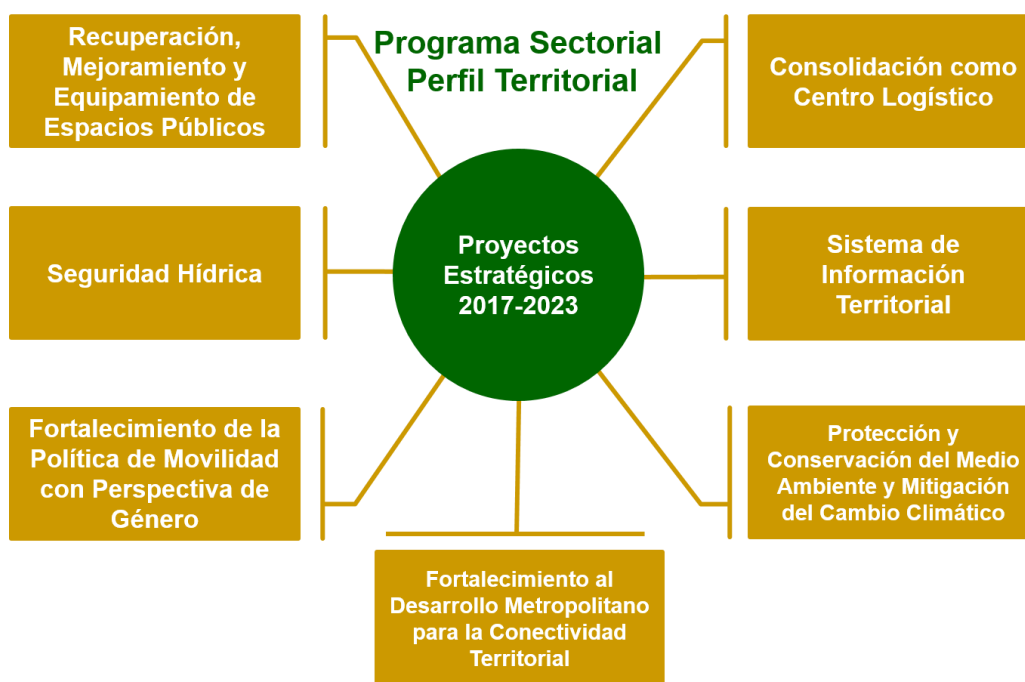 Programa Sectorial
Perfil Territorial
Recuperación,
Mejoramiento y
Equipamiento de
Espacios Públicos
Consolidación como
Centro Logístico
Seguridad Hídrica
Proyectos
Estratégicos
2017-2023
Sistema de
Información
Territorial
Fortalecimiento de la
Política de Movilidad
con Perspectiva de
Género
Protección y
Conservación del Medio
Ambiente y Mitigación
del Cambio Climático
Fortalecimiento al
Desarrollo Metropolitano
para la Conectividad
Territorial